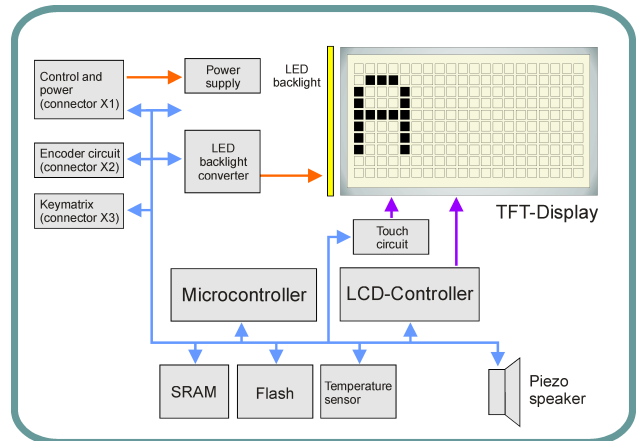 Control and
power
(connector X1)
Power
supply
LED
backlight
A
Encoder circuit
(connector X2)
LED
backlight
converter
Keymatrix
(connector X3)
TFT-Display
Touch
circuit
Microcontroller
LCD-Controller
SRAM
Flash
Temperature
sensor
Piezo
speaker